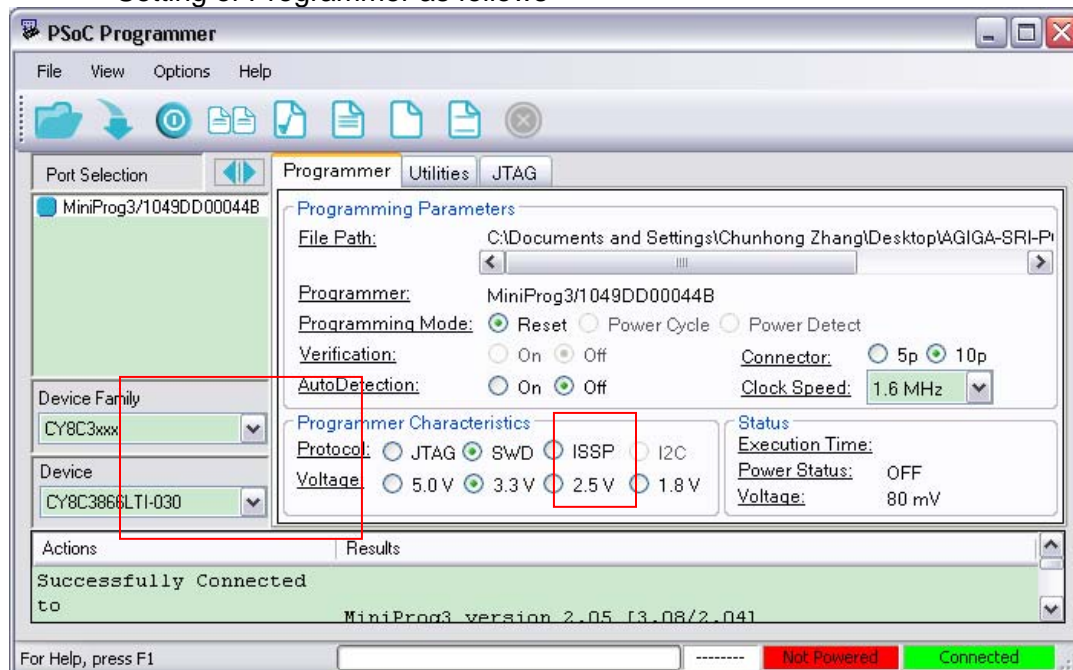 Setting of Programmer as follows
PSoC Programmer
File View Options Help
Port Selection
MiniProg3/1049DD00044B
Programmer Utilities JTAG
Programming Parameters
File Path: C:\Documents and Settings\Chunhong Zhang\Desktop\AGIGA-SRI-P
Programmer: MiniProg3/1049DD00044B
Programming Mode: Reset Power Cycle Power Detect
Verification: On Off Connector: 5p 10p
AutoDetection: On Off Clock Speed: 1.6 MHz
Device Family
CY8C3xxx
Device
CY8C3866LTI-030
Programmer Characteristics
Protocol: JTAG SWD ISSP I2C
Voltage: 5.0 V 3.3 V 2.5 V 1.8 V
Status
Execution Time:
Power Status: OFF
Voltage: 80 mV
Actions Results
Successfully Connected
to
MiniProg3 version 2.05 [3.08/2.04]
For Help, press F1 -------- Not Powered Connected